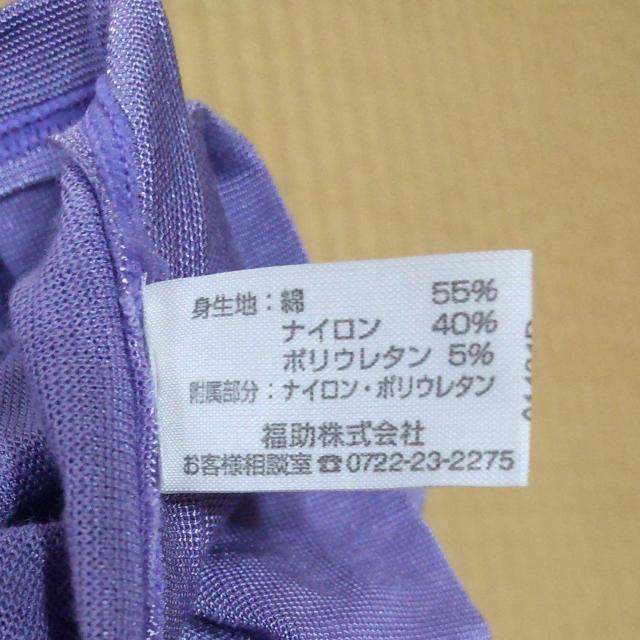 身生地：綿 55%
ナイロン 40%
ポリウレタン 5%
附属部分：ナイロン・ポリウレタン
福助株式会社
お客様相談室☎0722-23-2275